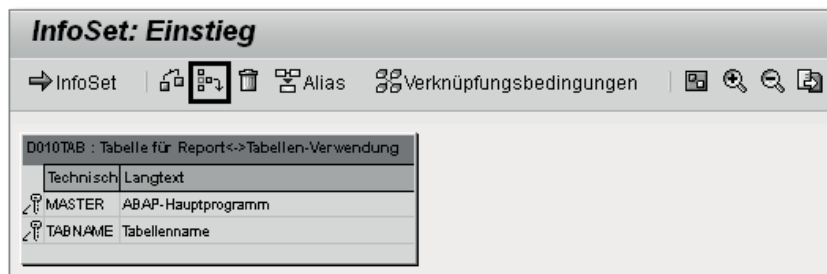 InfoSet: Einstieg
InfoSet Alias Verknüpfungsbedingungen
D010TAB : Tabelle für Report<->Tabellen-Verwendung
Technisch Langtext
MASTER ABAP-Hauptprogramm
TABNAME Tabellenname